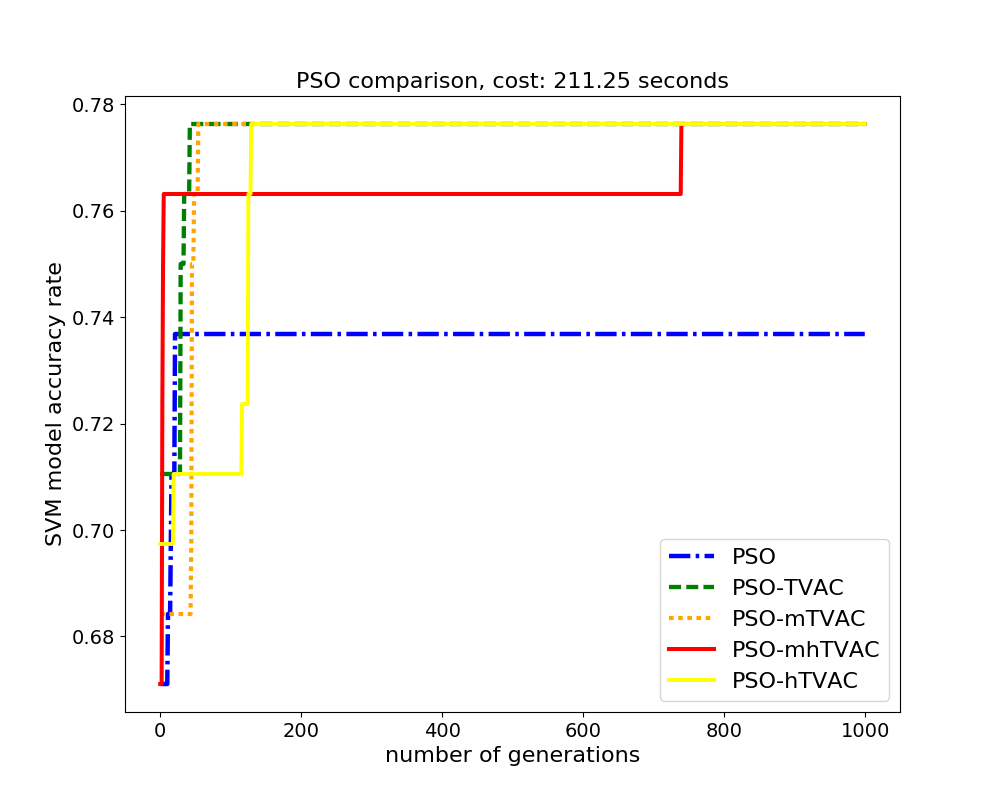 PSO comparison, cost: 211.25 seconds
SVM model accuracy rate
0.78
0.76
0.74
0.72
0.70
0.68
0
200
400
600
800
1000
number of generations
PSO
PSO-TVAC
PSO-mTVAC
PSO-mhTVAC
PSO-hTVAC